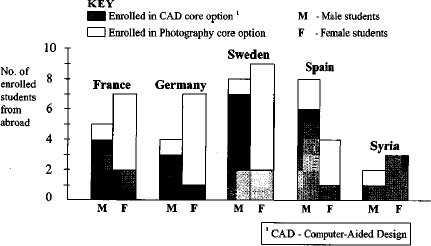 KEY
Enrolled in CAD core option 1
Enrolled in Photography core option
M - Male students
F - Female students
No. of
enrolled
students
from
abroad
10
8
6
4
2
0
France
Germany
Sweden
Spain
Syria
M F M F M F M F M F
1 CAD - Computer-Aided Design